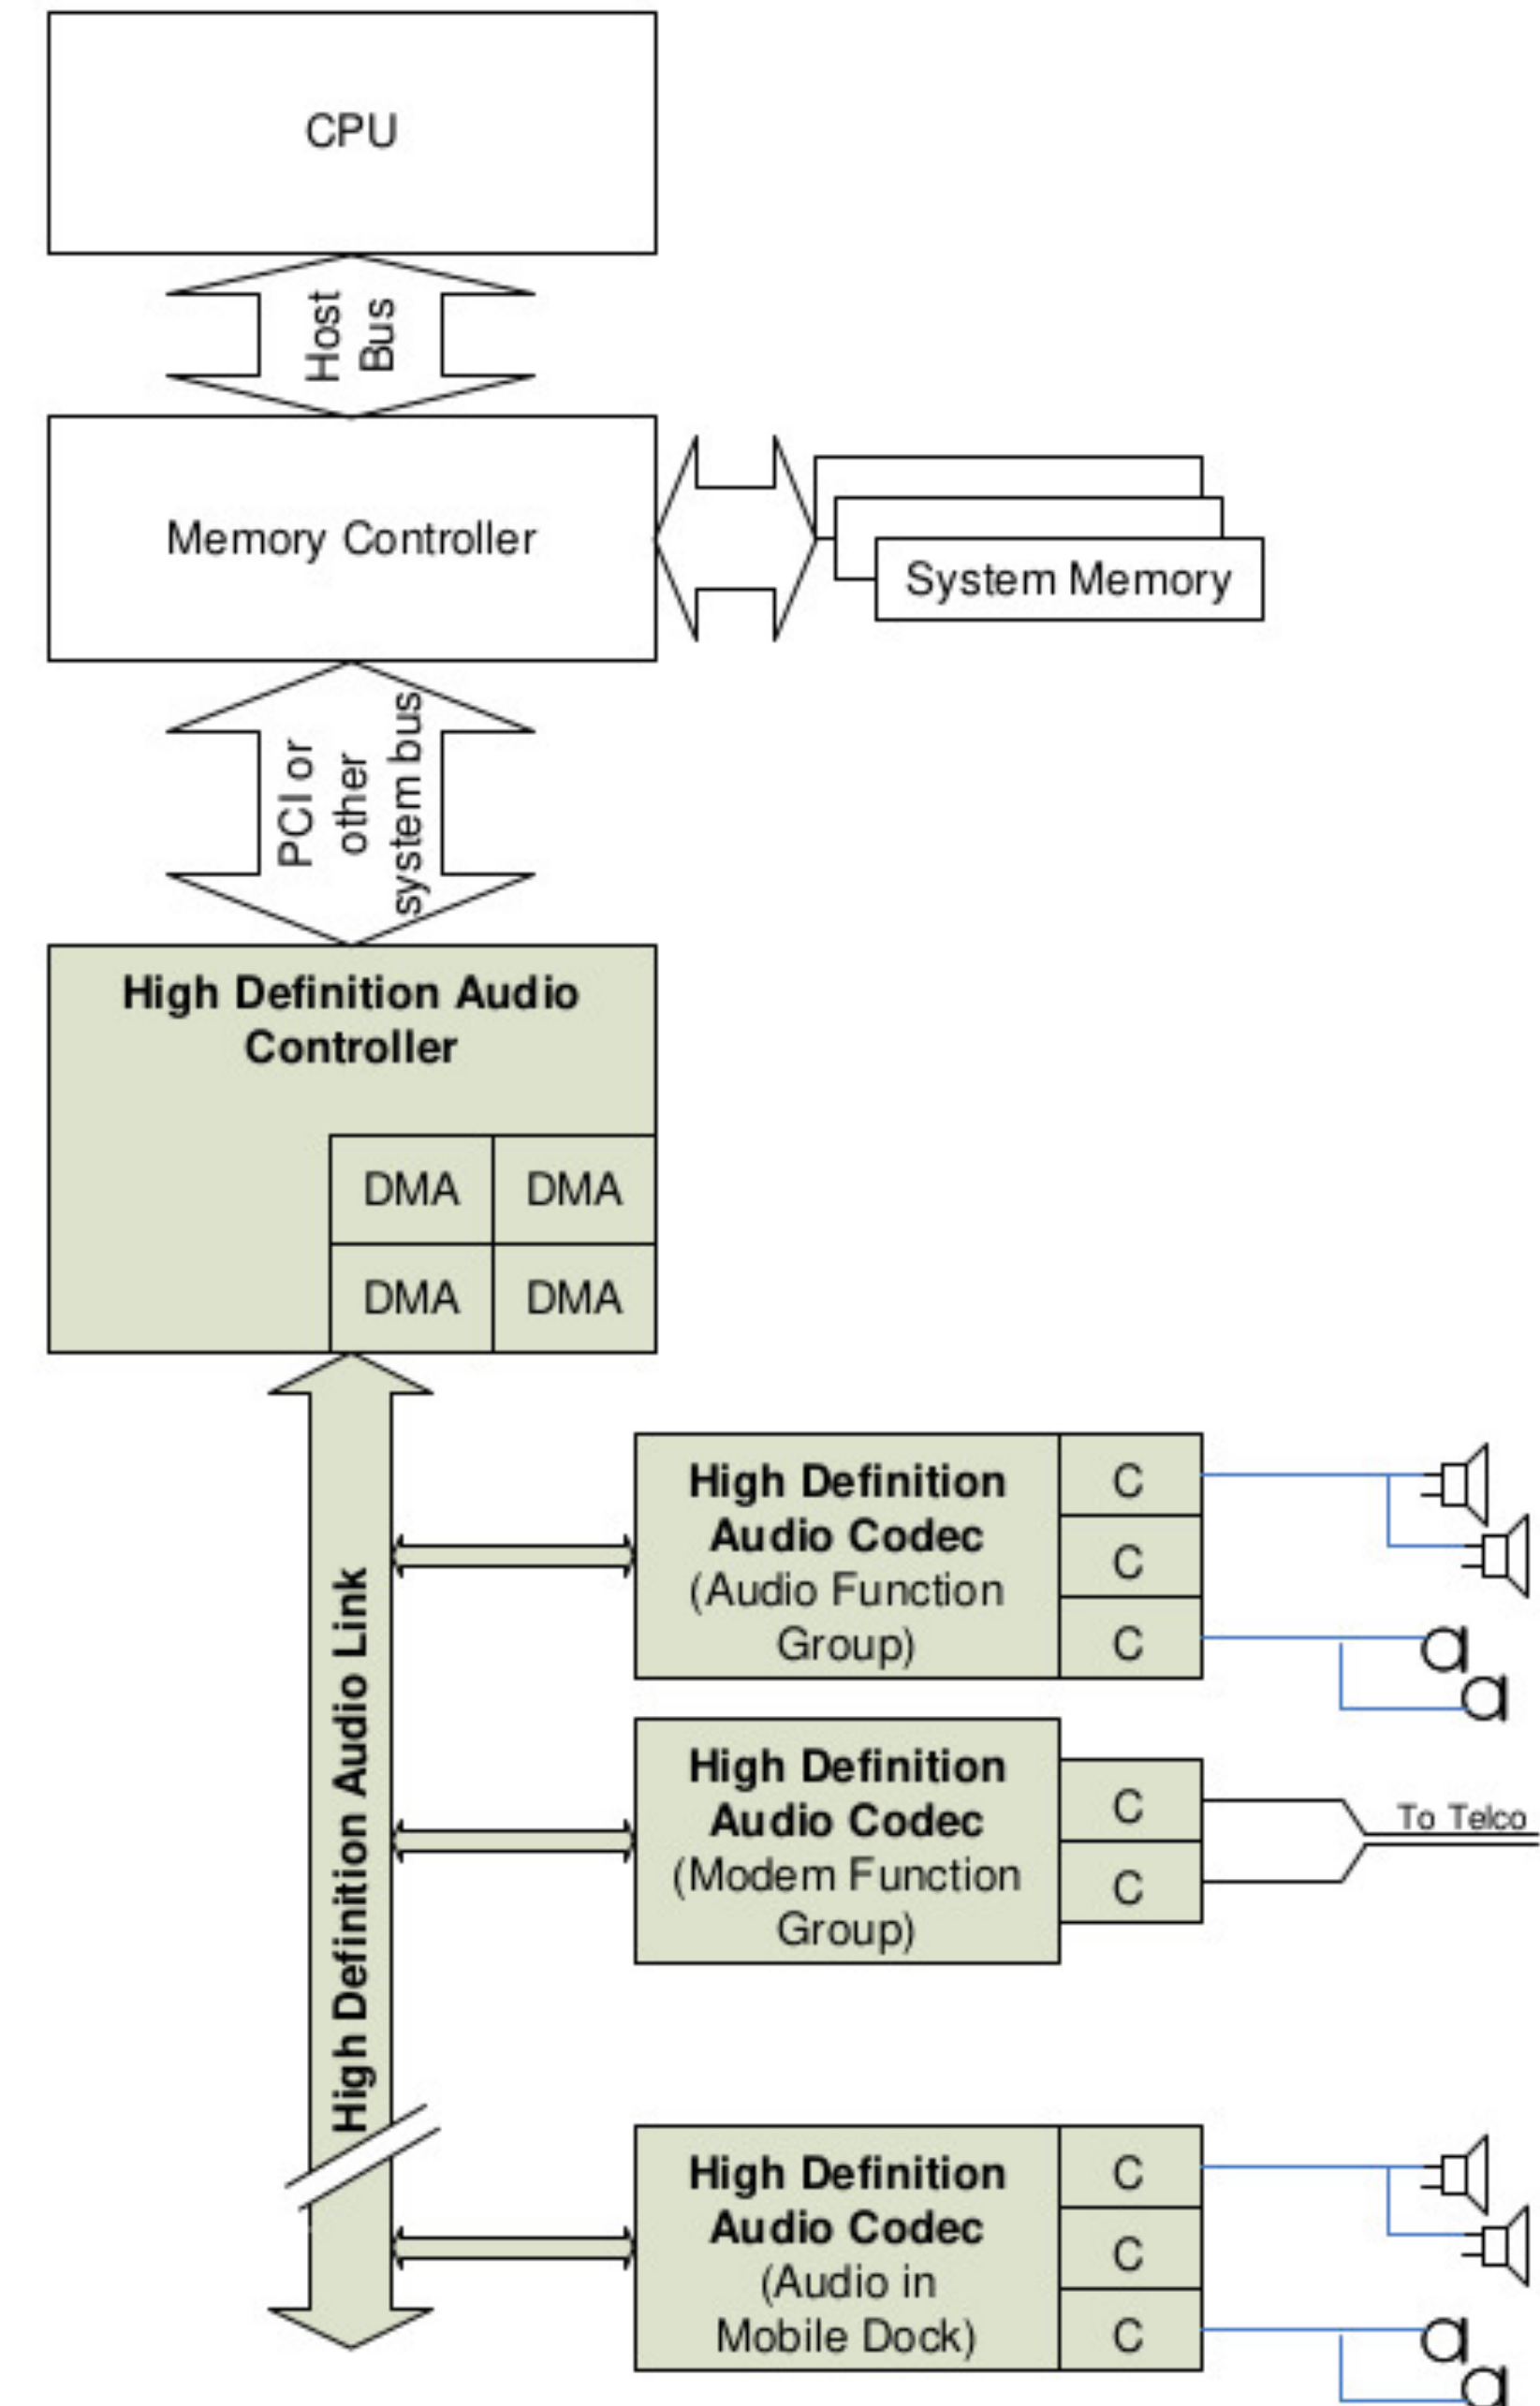 CPU
Host
Bus
Memory Controller
System Memory
PCI or
other
system bus
High Definition Audio
Controller
DMA
DMA
DMA
DMA
High Definition Audio Link
High Definition
Audio Codec
(Audio Function
Group)
C
C
C
High Definition
Audio Codec
(Modem Function
Group)
C
C
To Telco
High Definition
Audio Codec
(Audio in
Mobile Dock)
C
C
C